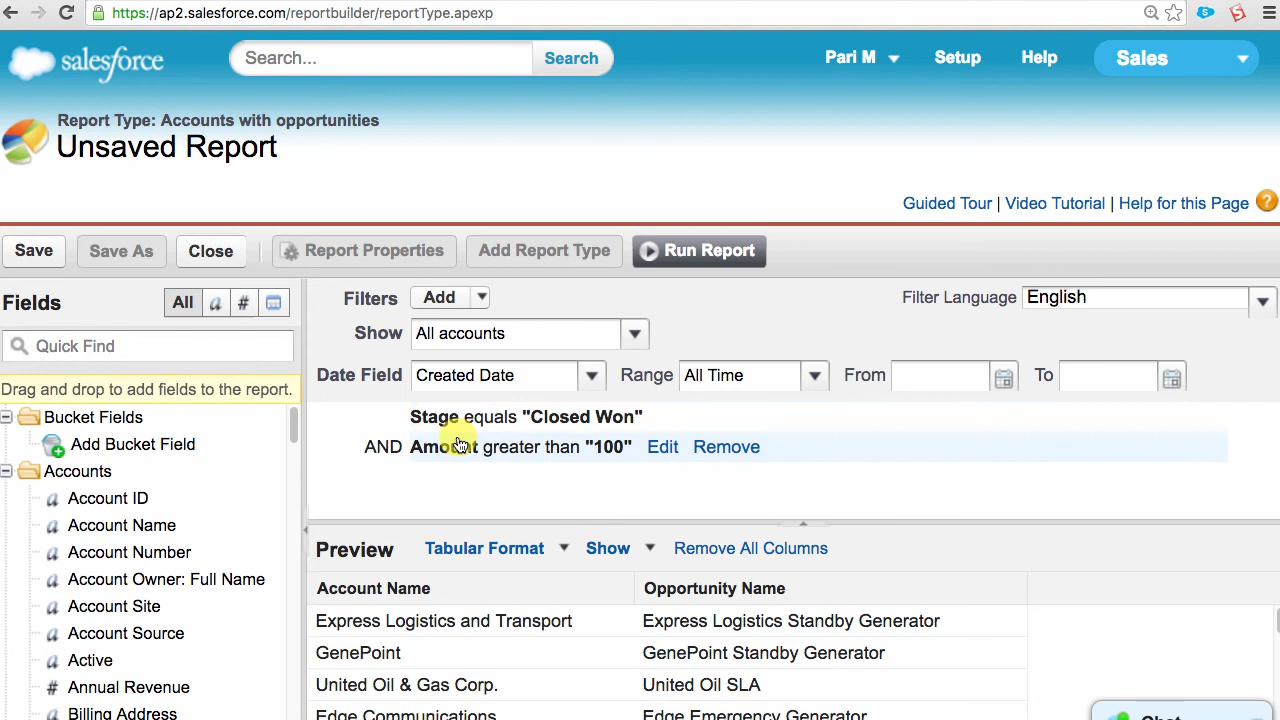 https://ap2.salesforce.com/reportbuilder/reportType.apexp
salesforce
Search...
Search
Pari M
Setup
Help
Sales
Report Type: Accounts with opportunities
Unsaved Report
Guided Tour | Video Tutorial | Help for this Page ?
Save
Save As
Close
Report Properties
Add Report Type
Run Report
Fields
All
a
#
Quick Find
Drag and drop to add fields to the report.
Bucket Fields
Add Bucket Field
Accounts
a Account ID
a Account Name
a Account Number
a Account Owner: Full Name
a Account Site
a Account Source
a Active
# Annual Revenue
a Billing Address
Filters
Add
Filter Language
English
Show
All accounts
Date Field
Created Date
Range
All Time
From
To
Stage equals "Closed Won"
AND Amount greater than "100" Edit Remove
Preview
Tabular Format
Show
Remove All Columns
Account Name Opportunity Name
Express Logistics and Transport Express Logistics Standby Generator
GenePoint GenePoint Standby Generator
United Oil & Gas Corp. United Oil SLA
Edge Communications Edge Emergency Generator
Chat